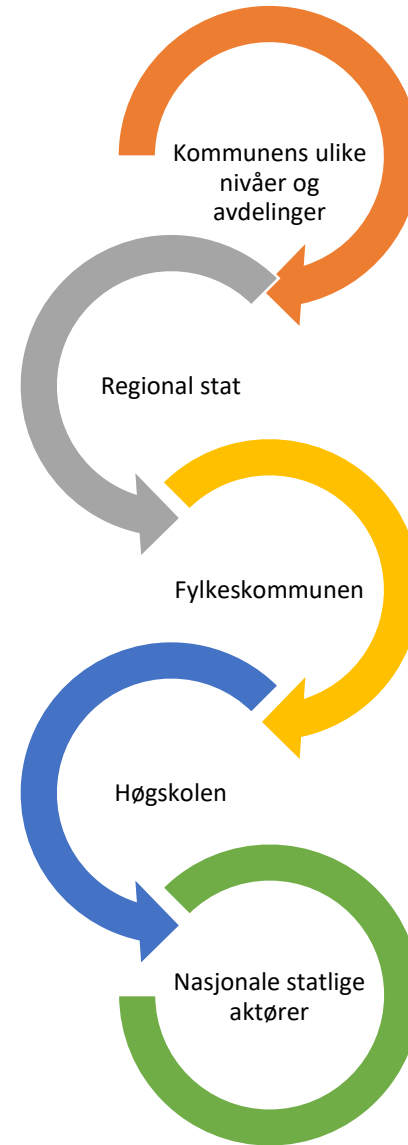 Kommunens ulike
nivåer og
avdelinger
Regional stat
Fylkeskommunen
Høgskolen
Nasjonale statlige
aktører